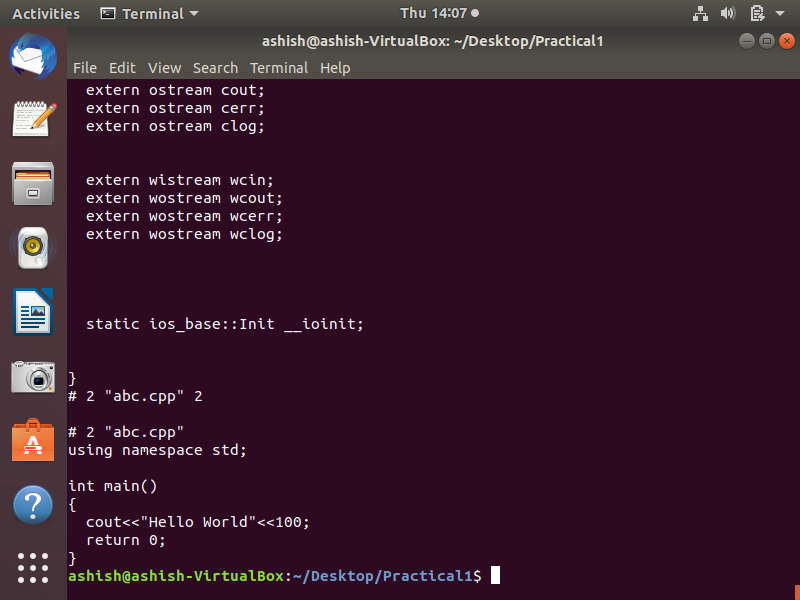 Activities Terminal Thu 14:07
ashish@ashish-VirtualBox: ~/Desktop/Practical1
File Edit View Search Terminal Help
extern ostream cout;
extern ostream cerr;
extern ostream clog;
extern wistream wcin;
extern wostream wcout;
extern wostream wcerr;
extern wostream wclog;
static ios_base::Init __ioinit;
}
# 2 "abc.cpp" 2
# 2 "abc.cpp"
using namespace std;
int main()
{
cout<<"Hello World"<<100;
return 0;
}
ashish@ashish-VirtualBox:~/Desktop/Practical1$